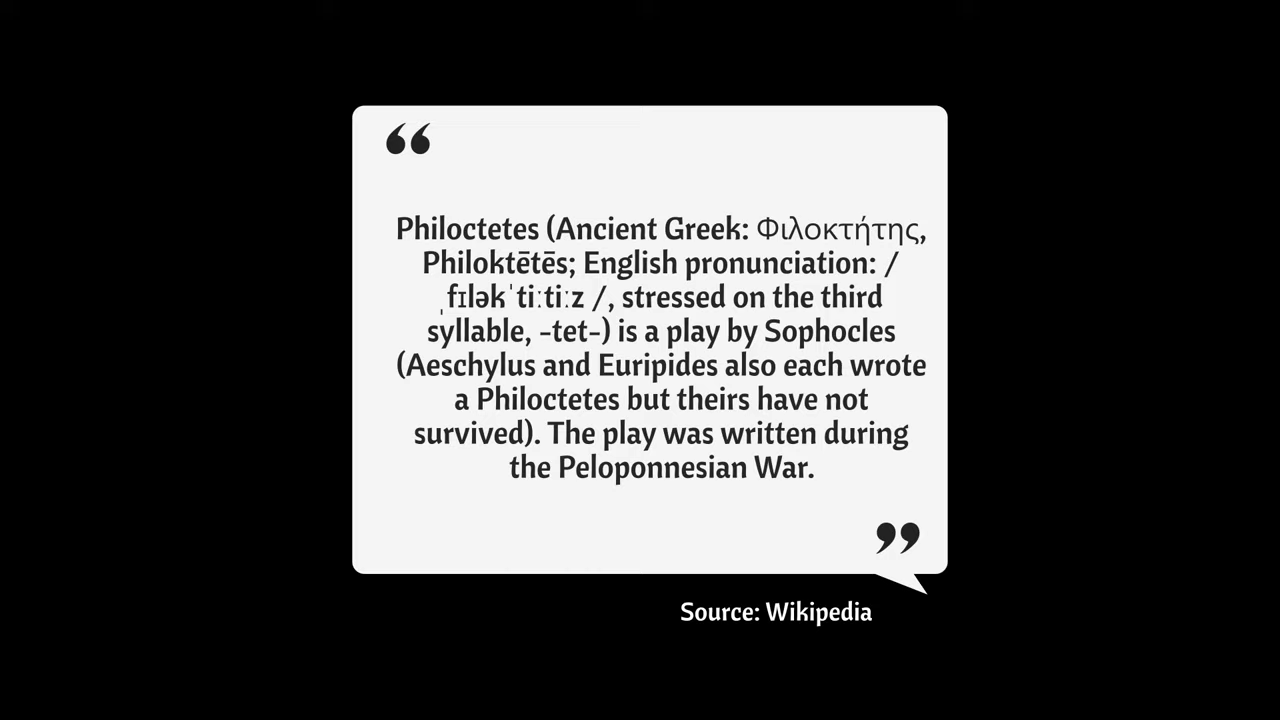 “
Philoctetes (Ancient Greek: Φιλοκτήτης,
Philoktētēs; English pronunciation: /
ˌfɪləkˈtiːtiːz /, stressed on the third
syllable, -tet-) is a play by Sophocles
(Aeschylus and Euripides also each wrote
a Philoctetes but theirs have not
survived). The play was written during
the Peloponnesian War.
”
Source: Wikipedia